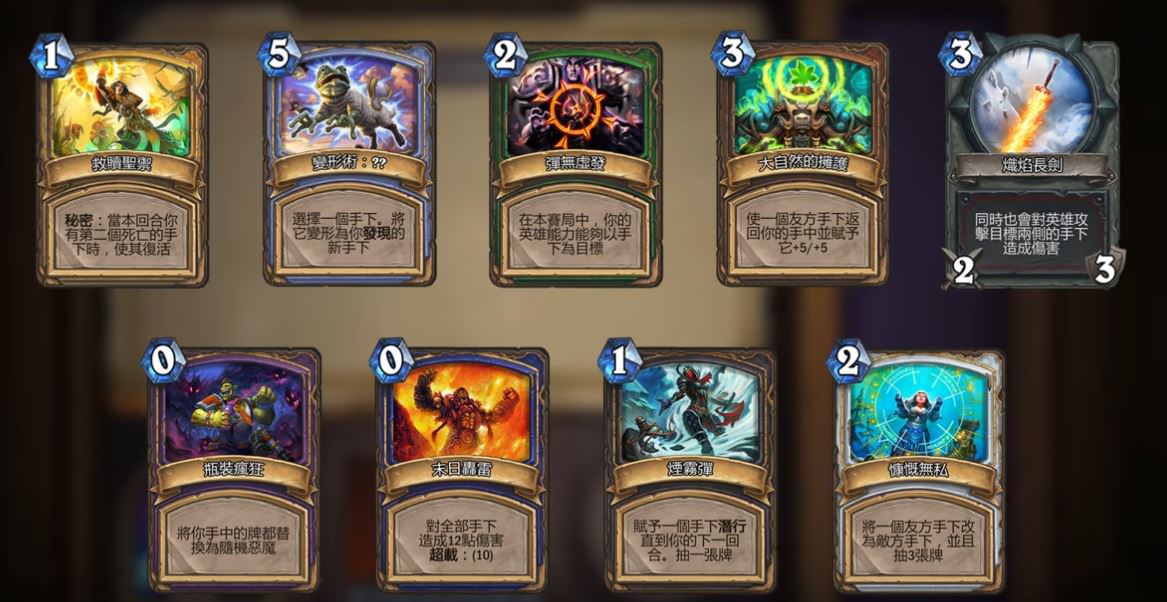 1
救贖聖禦
秘密：當本回合你
有第二個死亡的手
下時，使其復活
5
變形術：??
選擇一個手下。將
它變形為你發現的
新手下
2
彈無虛發
在本賽局中，你的
英雄能力能夠以手
下為目標
3
大自然的擁護
使一個友方手下返
回你的手中並賦予
它+5/+5
3
熾焰長劍
同時也會對英雄攻
擊目標兩側的手下
造成傷害
2
3
0
瓶裝瘋狂
將你手中的牌都替
換為隨機惡魔
0
末日轟雷
對全部手下
造成12點傷害
超載：(10)
1
煙霧彈
賦予一個手下潛行
直到你的下一回
合。抽一張牌
2
慷慨無私
將一個友方手下改
為敵方手下，並且
抽3張牌